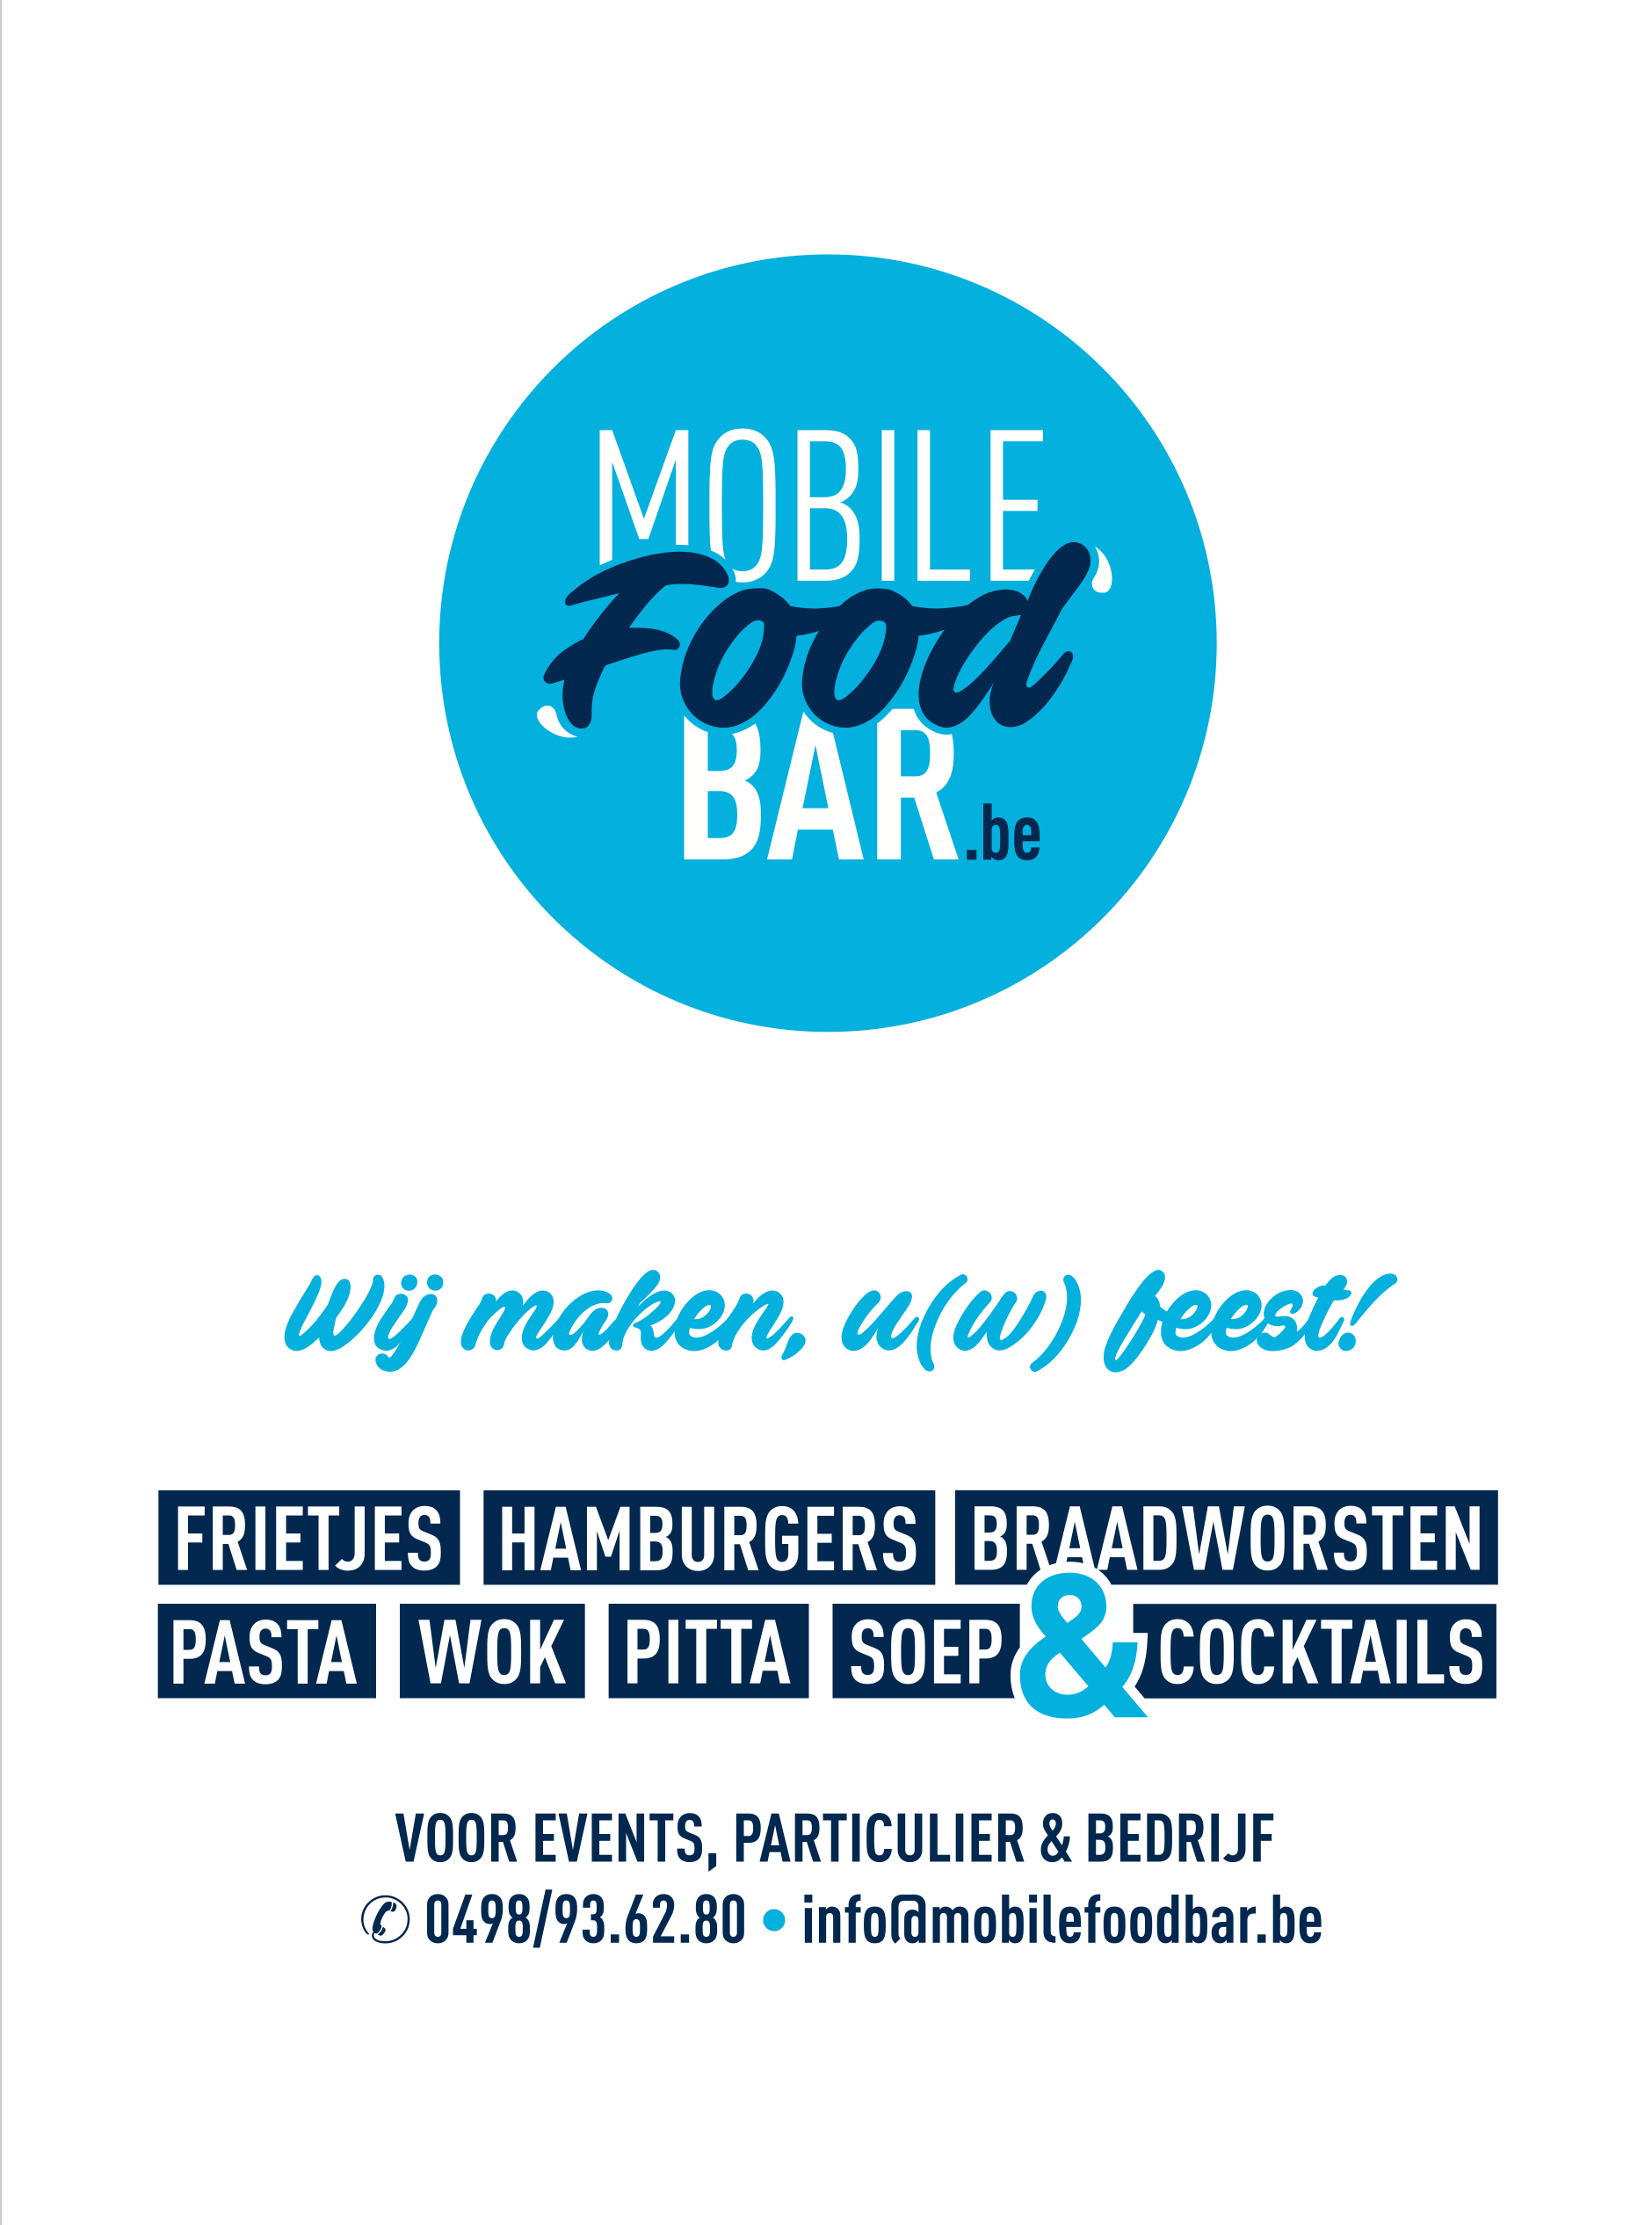 MOBILE
Food
BAR.be
Wij maken, u(w) feest!
FRIETJES HAMBURGERS BRAADWORSTEN
PASTA WOK PITTA SOEP & COCKTAILS
VOOR EVENTS, PARTICULIER & BEDRIJF
✆ 0498/93.62.80 • info@mobilefoodbar.be